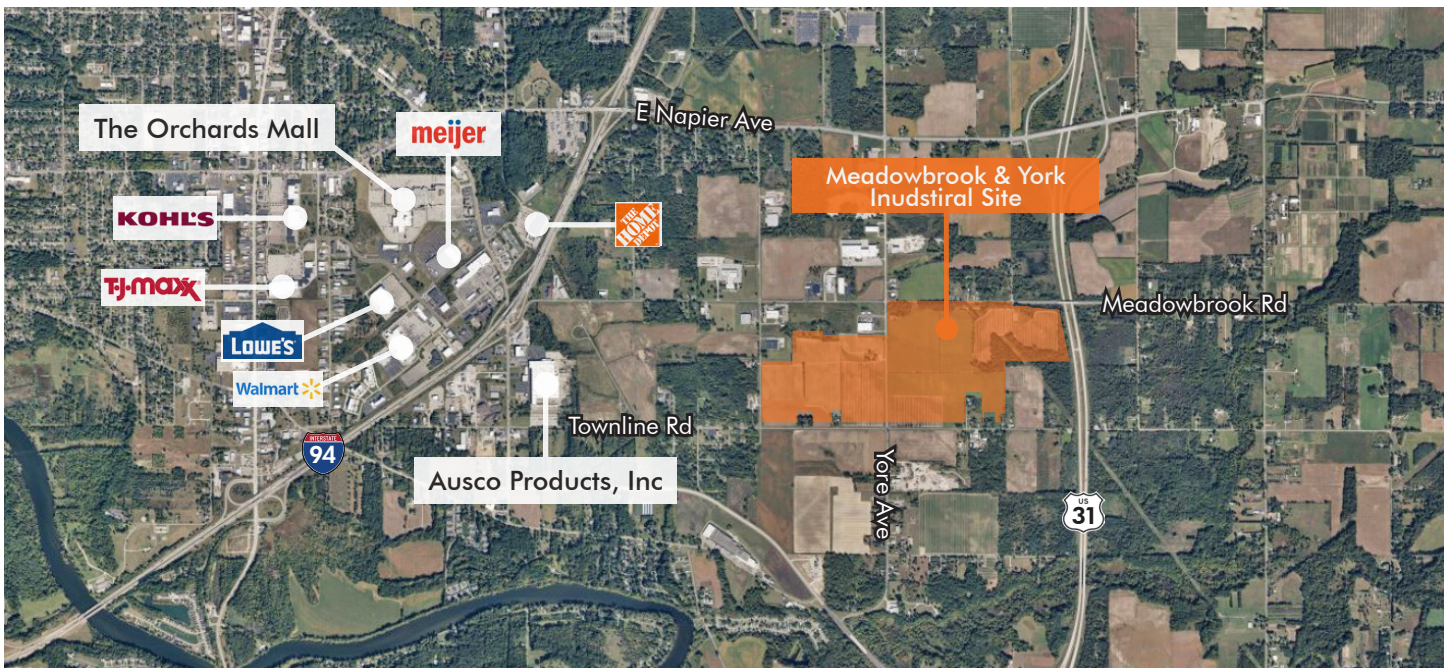 E Napier Ave
The Orchards Mall
meijer
Meadowbrook & York
Inudstiral Site
KOHL'S
THE
HOME
DEPOT
T·J·maxx
Meadowbrook Rd
LOWE'S
Walmart
Townline Rd
INTERSTATE
94
Ausco Products, Inc
Yore Ave
US
31